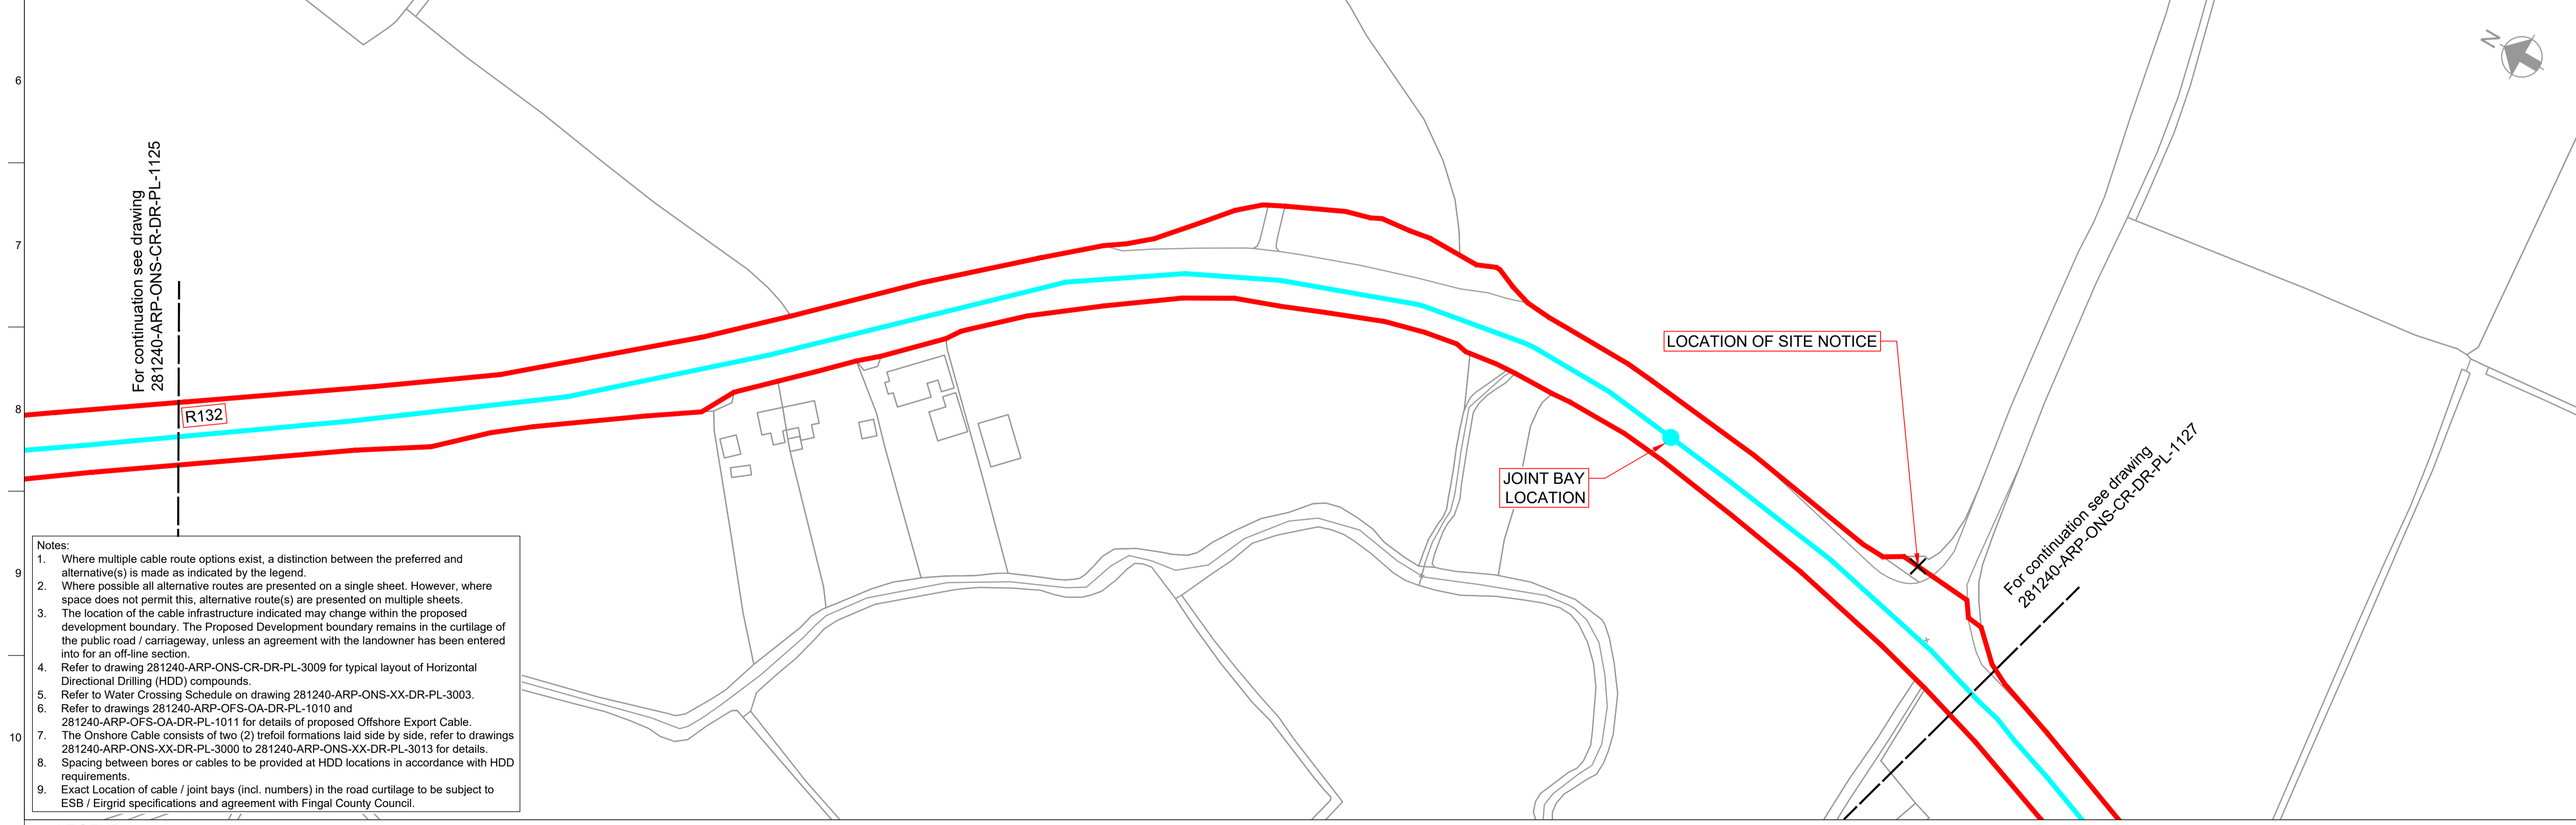 6
7
8
9
10
N
For continuation see drawing
281240-ARP-ONS-CR-DR-PL-1125
R132
LOCATION OF SITE NOTICE
JOINT BAY
LOCATION
For continuation see drawing
281240-ARP-ONS-CR-DR-PL-1127
Notes:
1. Where multiple cable route options exist, a distinction between the preferred and
alternative(s) is made as indicated by the legend.
2. Where possible all alternative routes are presented on a single sheet. However, where
space does not permit this, alternative route(s) are presented on multiple sheets.
3. The location of the cable infrastructure indicated may change within the proposed
development boundary. The Proposed Development boundary remains in the curtilage of
the public road / carriageway, unless an agreement with the landowner has been entered
into for an off-line section.
4. Refer to drawing 281240-ARP-ONS-CR-DR-PL-3009 for typical layout of Horizontal
Directional Drilling (HDD) compounds.
5. Refer to Water Crossing Schedule on drawing 281240-ARP-ONS-XX-DR-PL-3003.
6. Refer to drawings 281240-ARP-OFS-OA-DR-PL-1010 and
281240-ARP-OFS-OA-DR-PL-1011 for details of proposed Offshore Export Cable.
7. The Onshore Cable consists of two (2) trefoil formations laid side by side, refer to drawings
281240-ARP-ONS-XX-DR-PL-3000 to 281240-ARP-ONS-XX-DR-PL-3013 for details.
8. Spacing between bores or cables to be provided at HDD locations in accordance with HDD
requirements.
9. Exact Location of cable / joint bays (incl. numbers) in the road curtilage to be subject to
ESB / Eirgrid specifications and agreement with Fingal County Council.